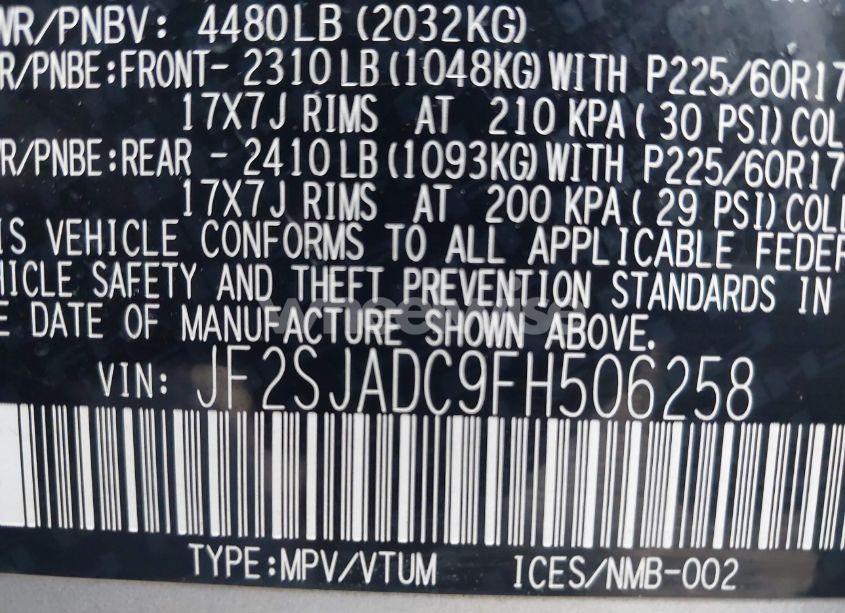 WR/PNBV: 4480LB (2032KG)
R/PNBE:FRONT- 2310 LB (1048KG) WITH P225/60R17
17X7J RIMS AT 210 KPA ( 30 PSI) COL
WR/PNBE:REAR - 2410 LB (1093KG) WITH P225/60R17
17X7J RIMS AT 200 KPA ( 29 PSI) COL
IS VEHICLE CONFORMS TO ALL APPLICABLE FEDER
HICLE SAFETY AND THEFT PREVENTION STANDARDS IN
E DATE OF MANUFACTURE SHOWN ABOVE.
VIN: JF2SJADC9FH506258
TYPE:MPV/VTUM ICES/NMB-002